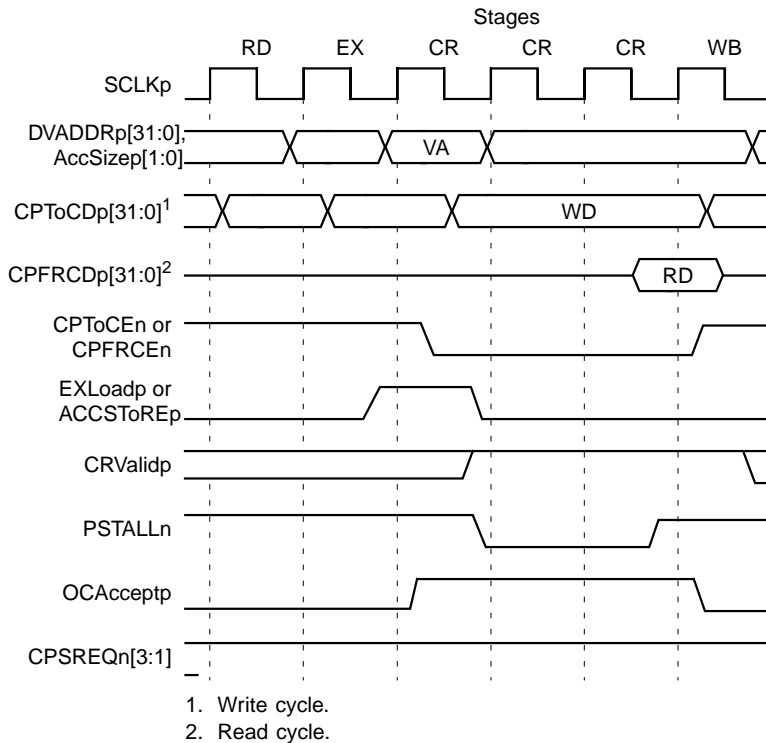 Stages
RD EX CR CR CR WB
SCLKp
DVADDRp[31:0],
AccSizep[1:0]
VA
CPToCDp[31:0]1
WD
CPFRCDp[31:0]2
RD
CPToCEn or
CPFRCEn
EXLoadp or
ACCSToREp
CRValidp
PSTALLn
OCAcceptp
CPSREQn[3:1]
1. Write cycle.
2. Read cycle.